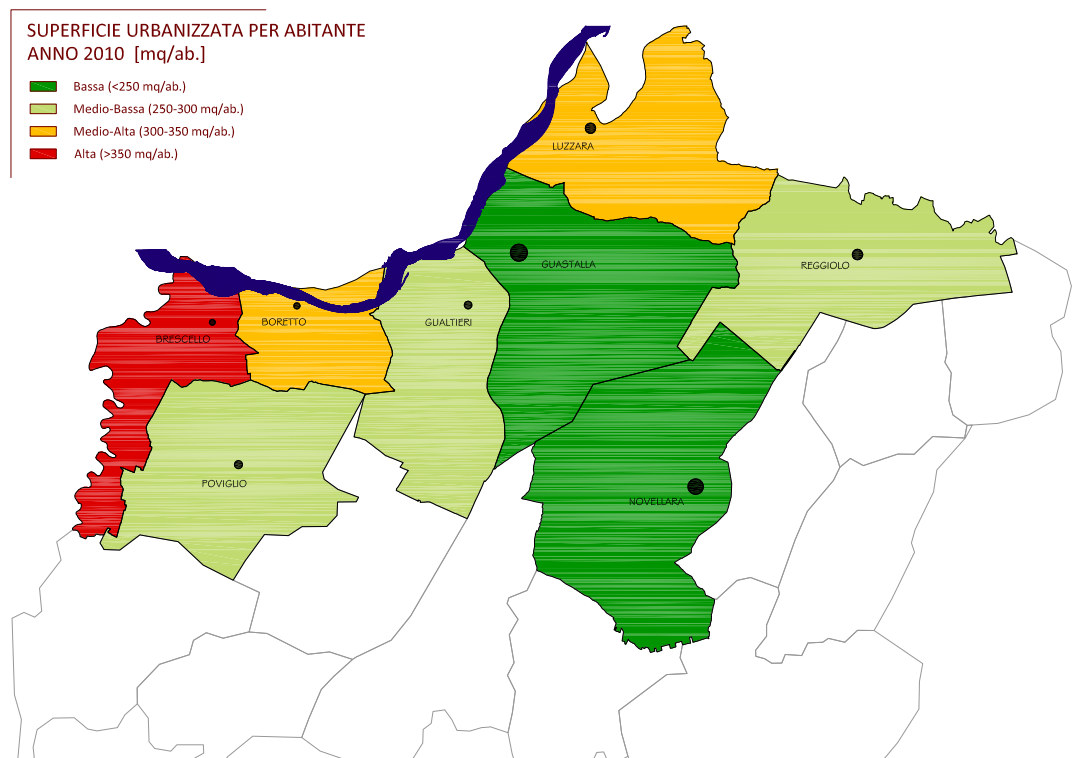 SUPERFICIE URBANIZZATA PER ABITANTE
ANNO 2010 [mq/ab.]
Bassa (<250 mq/ab.)
Medio-Bassa (250-300 mq/ab.)
Medio-Alta (300-350 mq/ab.)
Alta (>350 mq/ab.)
LUZZARA
GUASTALLA
REGGIOLO
BORETTO
GUALTIERI
BRESCELLO
POVIGLIO
NOVELLARA